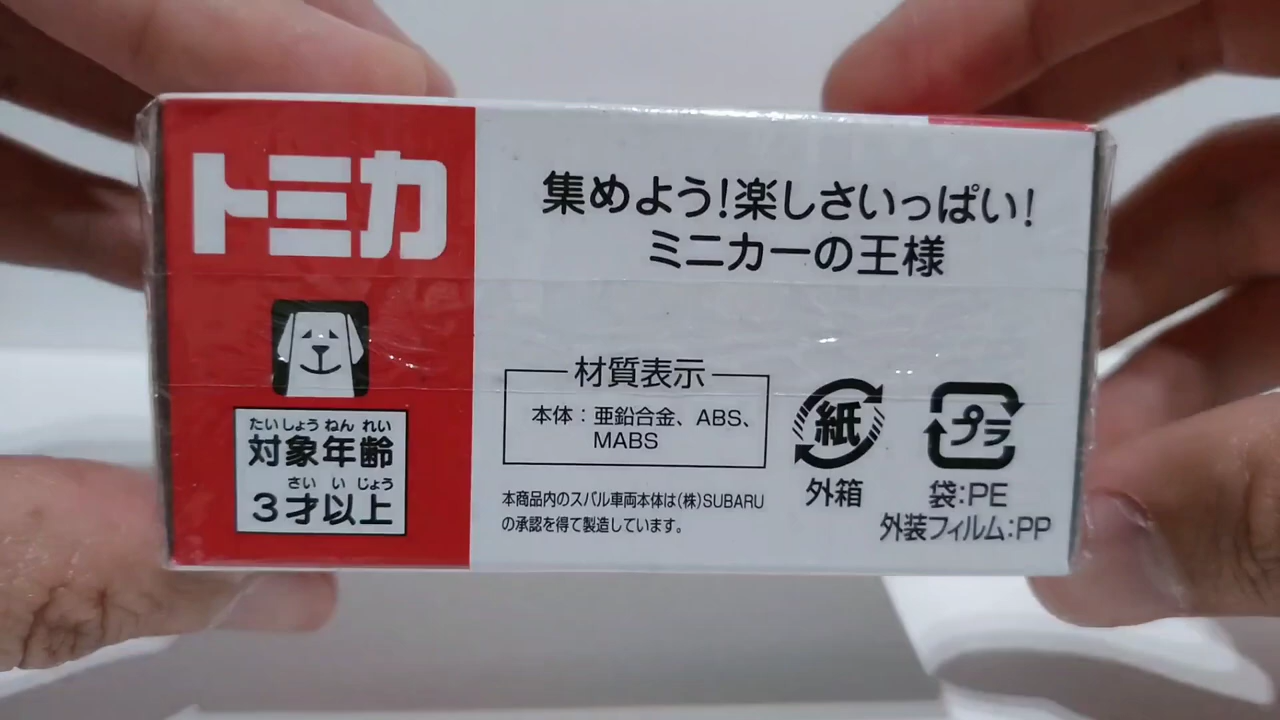 トミカ
たいしょうねんれい
対象年齢
さいいじょう
3才以上
集めよう!楽しさいっぱい!
ミニカーの王様
材質表示
本体:亜鉛合金、ABS、
MABS
本商品内のスバル車両本体は(株)SUBARU
の承認を得て製造しています。
紙
外箱
プラ
袋:PE
外装フィルム:PP